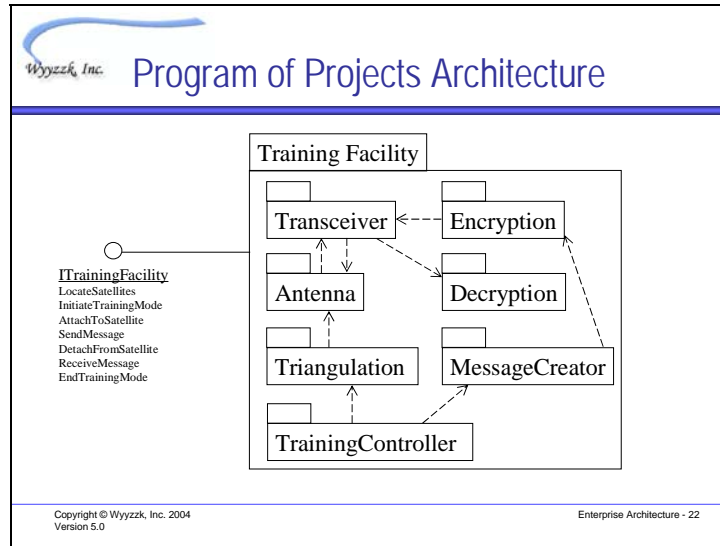 Wyyzzk, Inc.
Program of Projects Architecture
Training Facility
Transceiver
Encryption
ITrainingFacility
LocateSatellites
InitiateTrainingMode
AttachToSatellite
SendMessage
DetachFromSatellite
ReceiveMessage
EndTrainingMode
Antenna
Decryption
Triangulation
MessageCreator
TrainingController
Copyright © Wyyzzk, Inc. 2004
Version 5.0
Enterprise Architecture - 22